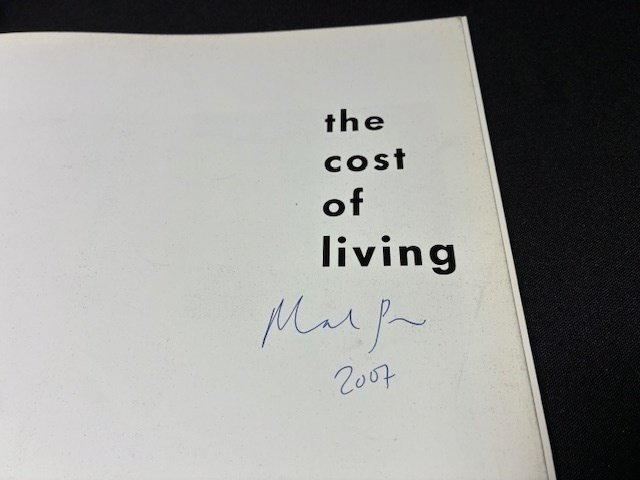 the
cost
of
living
2007